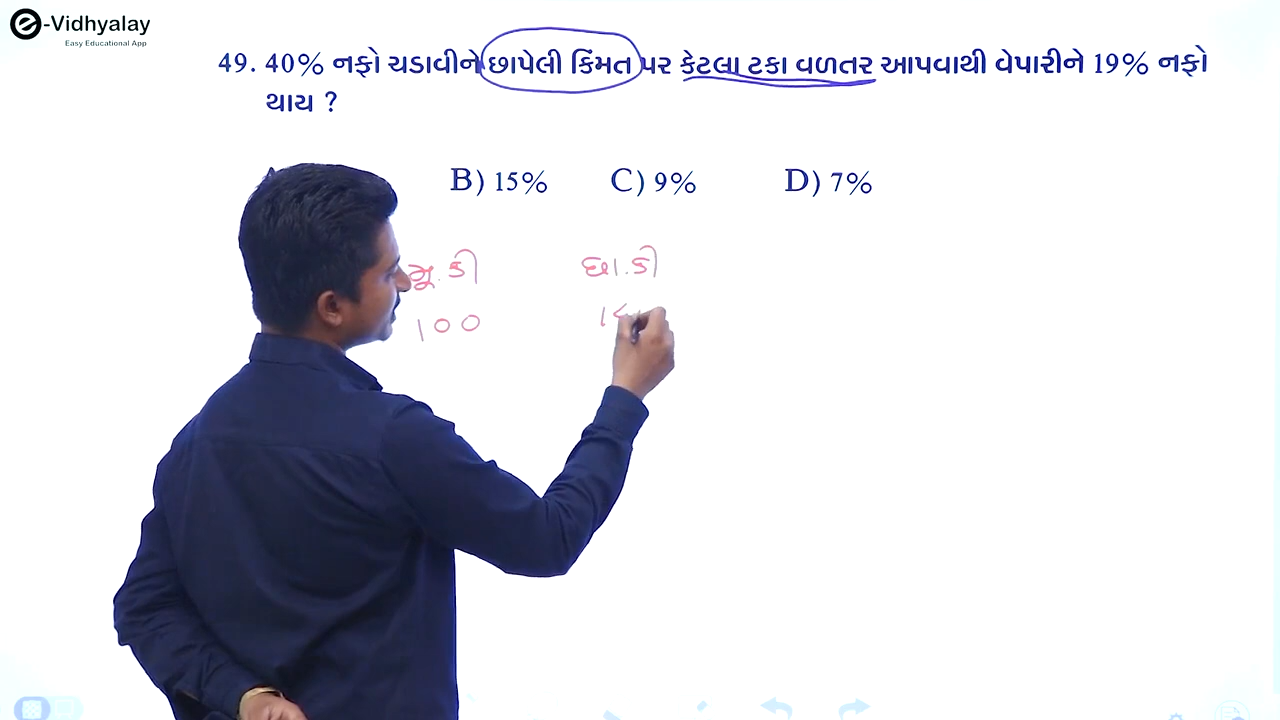 e-Vidhyalay
Easy Educational App
49. 40% નફો ચડાવીને છાપેલી કિંમત પર કેટલા ટકા વળતર આપવાથી વેપારીને 19% નફો
થાય ?
B) 15% C) 9% D) 7%
મૂ.કી છા.કી
100